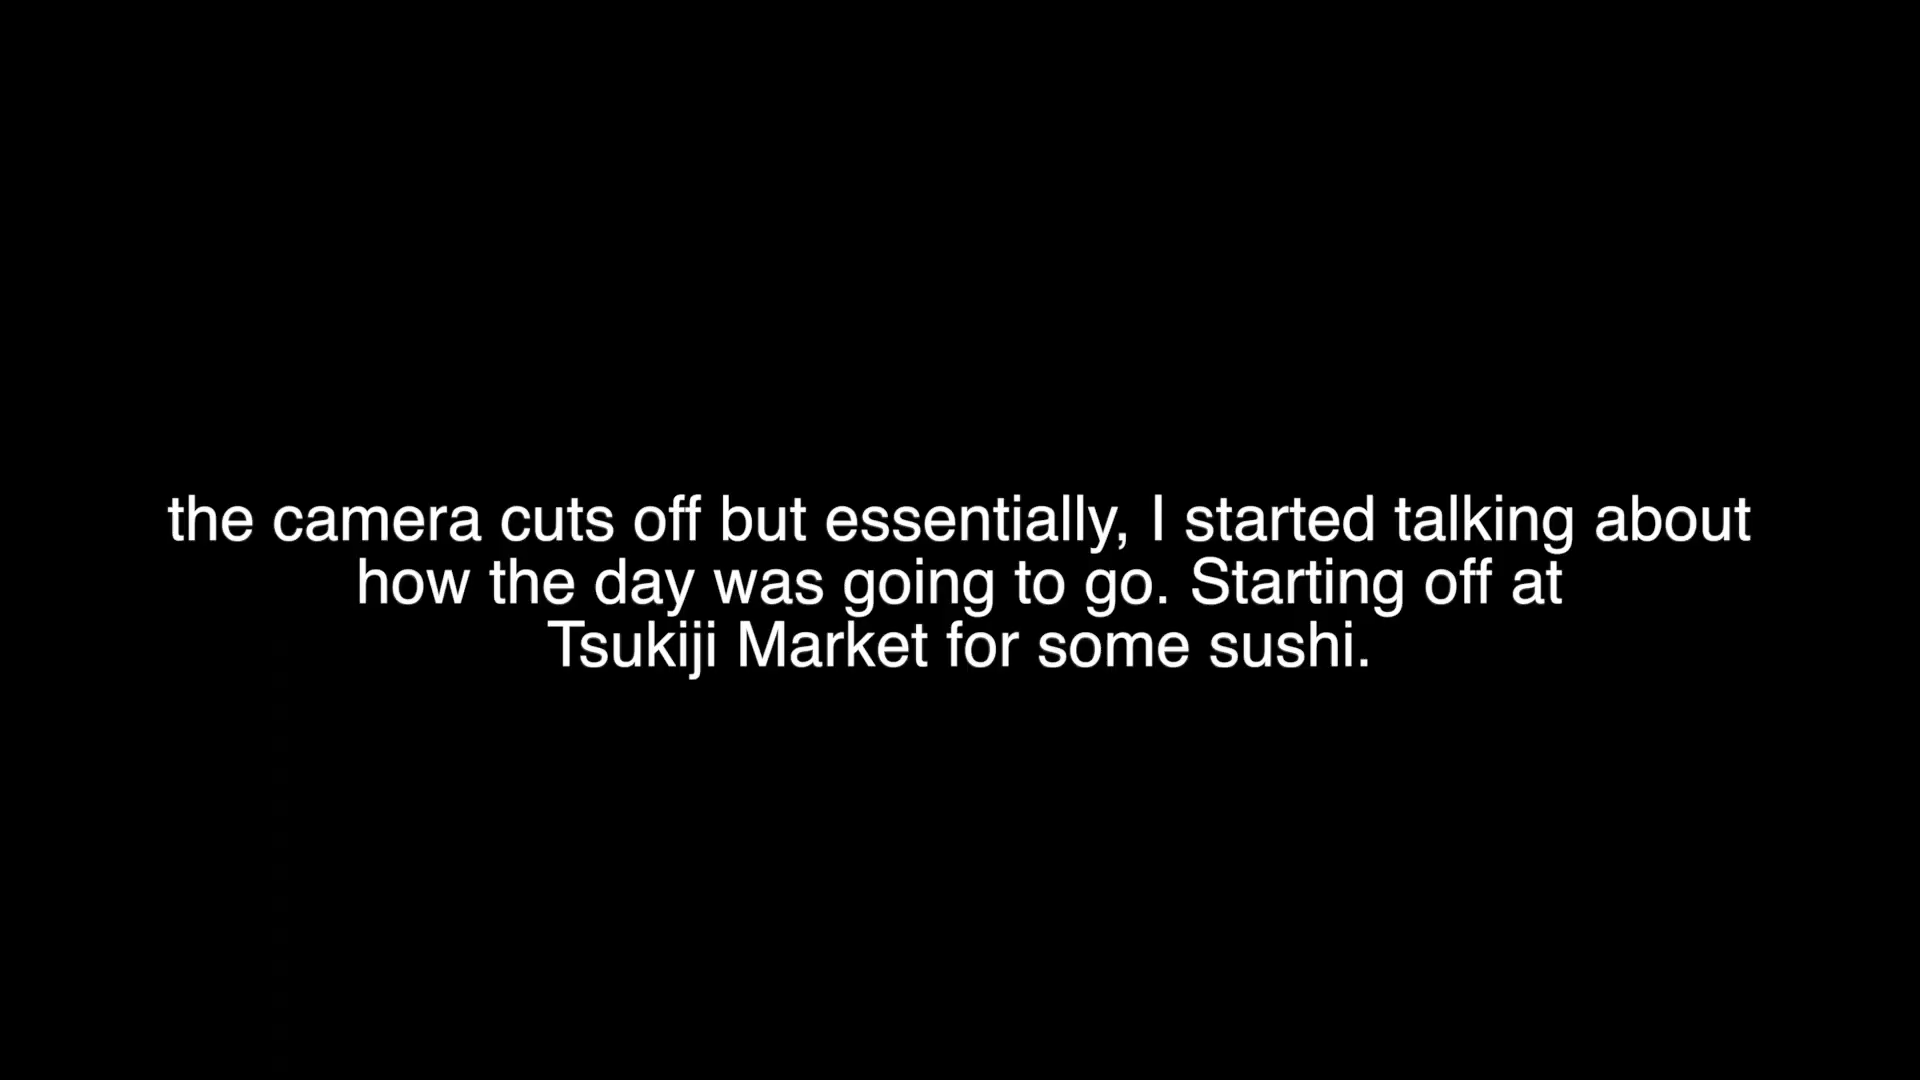 the camera cuts off but essentially, I started talking about
how the day was going to go. Starting off at
Tsukiji Market for some sushi.